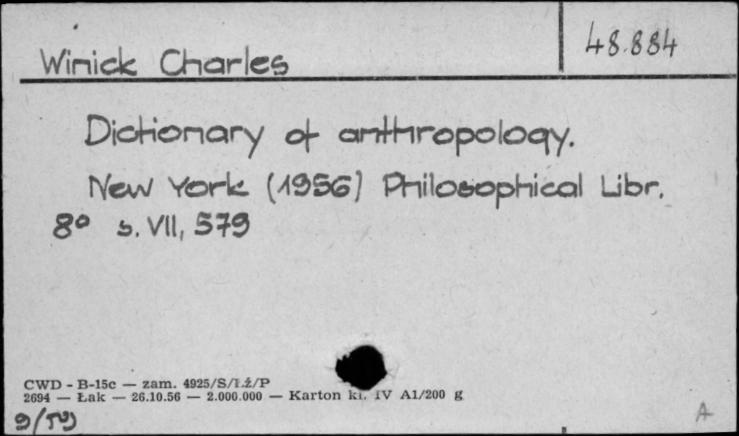 48.884
Winick Charles
Dictionary of anthropology.
New York (1956) Philosophical Libr.
8° s. VII, 579
CWD - B-15c — zam. 4925/S/Łż/P
2694 — Łak — 26.10.56 — 2.000.000 — Karton kl. IV A1/200 g
A